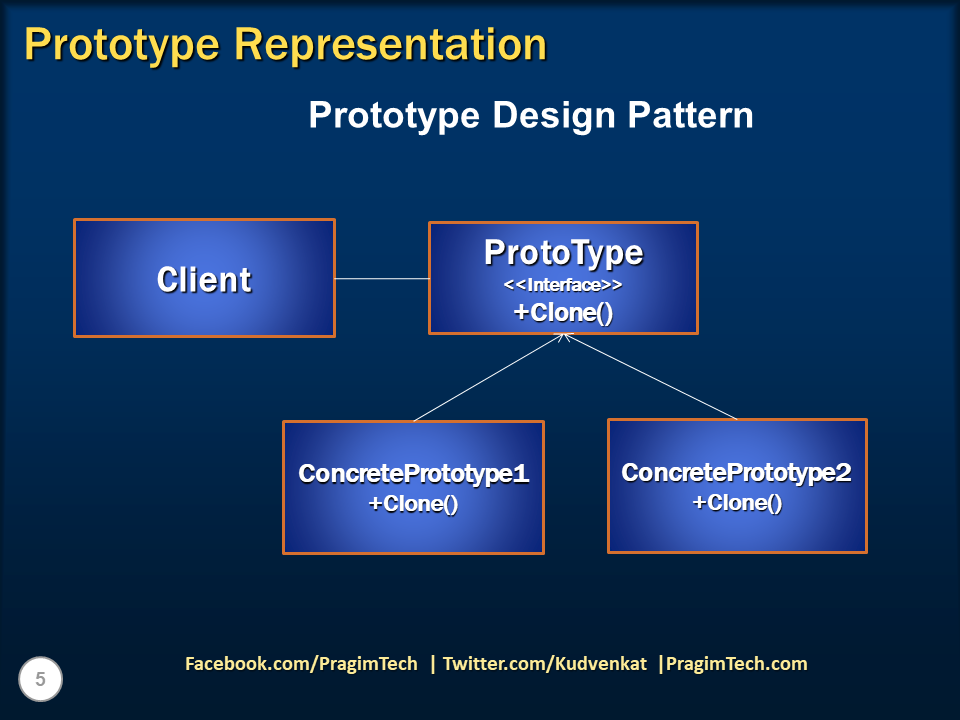 Prototype Representation
Prototype Design Pattern
Client
ProtoType
<<Interface>>
+Clone()
ConcretePrototype1
+Clone()
ConcretePrototype2
+Clone()
5
Facebook.com/PragimTech | Twitter.com/Kudvenkat |PragimTech.com